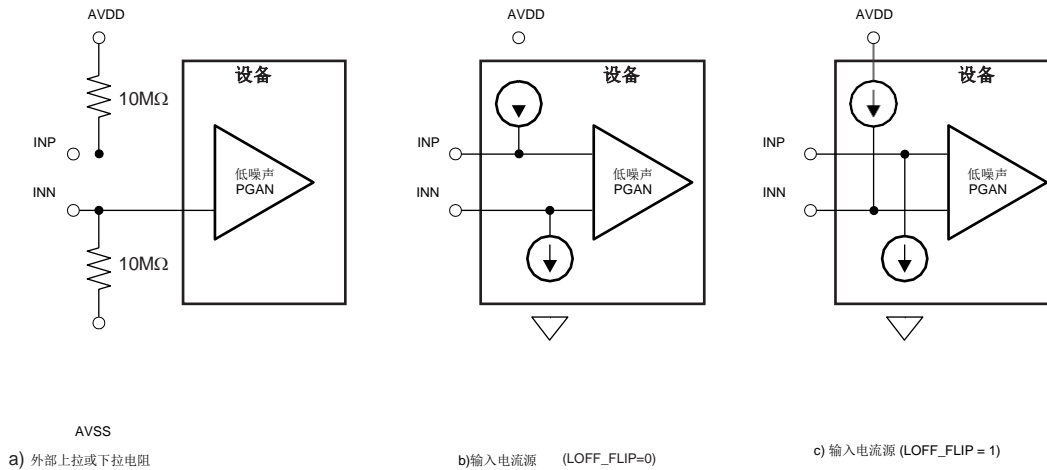 AVDD
设备
10MΩ
INP
低噪声
PGAN
INN
10MΩ
AVSS
a) 外部上拉或下拉电阻
AVDD
设备
INP
低噪声
PGAN
INN
b)输入电流源 (LOFF_FLIP=0)
AVDD
设备
INP
低噪声
PGAN
INN
c) 输入电流源 (LOFF_FLIP = 1)